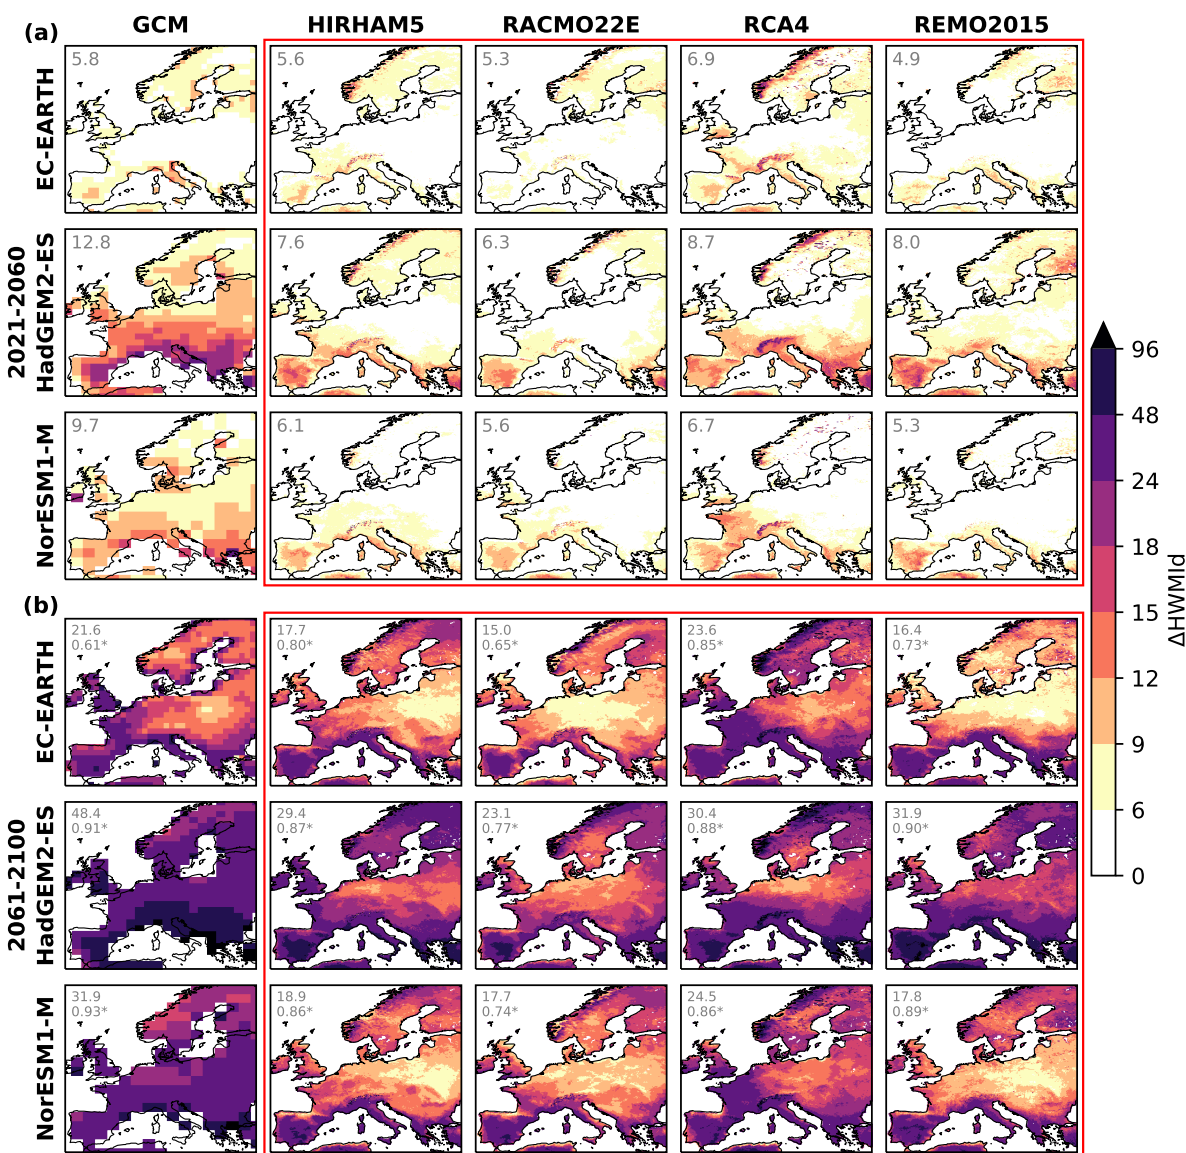 (a)
GCM HIRHAM5 RACMO22E RCA4 REMO2015
2021-2060
EC-EARTH
5.8 5.6 5.3 6.9 4.9
HadGEM2-ES
12.8 7.6 6.3 8.7 8.0
NorESM1-M
9.7 6.1 5.6 6.7 5.3
(b)
2061-2100
EC-EARTH
21.6 17.7 15.0 23.6 16.4
0.61* 0.80* 0.65* 0.85* 0.73*
HadGEM2-ES
48.4 29.4 23.1 30.4 31.9
0.91* 0.87* 0.77* 0.88* 0.90*
NorESM1-M
31.9 18.9 17.7 24.5 17.8
0.93* 0.86* 0.74* 0.86* 0.89*
96
48
24
18
15
12
9
6
0
ΔHWMId